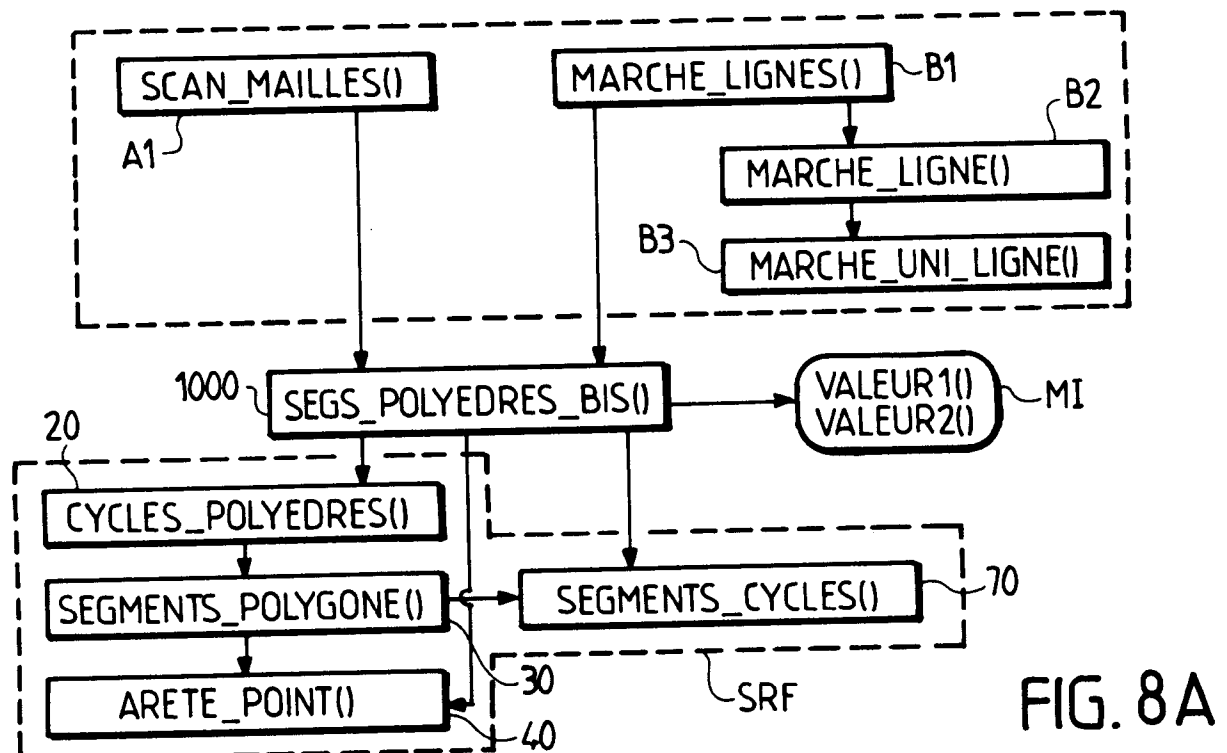 SCAN_MAILLES()
MARCHE_LIGNES()
B1
A1
B2
MARCHE_LIGNE()
B3
MARCHE_UNI_LIGNE()
1000
SEGS_POLYEDRES_BIS()
VALEUR1()
VALEUR2()
MI
20
CYCLES_POLYEDRES()
SEGMENTS_POLYGONE()
SEGMENTS_CYCLES()
70
30
ARETE_POINT()
40
SRF
FIG. 8A